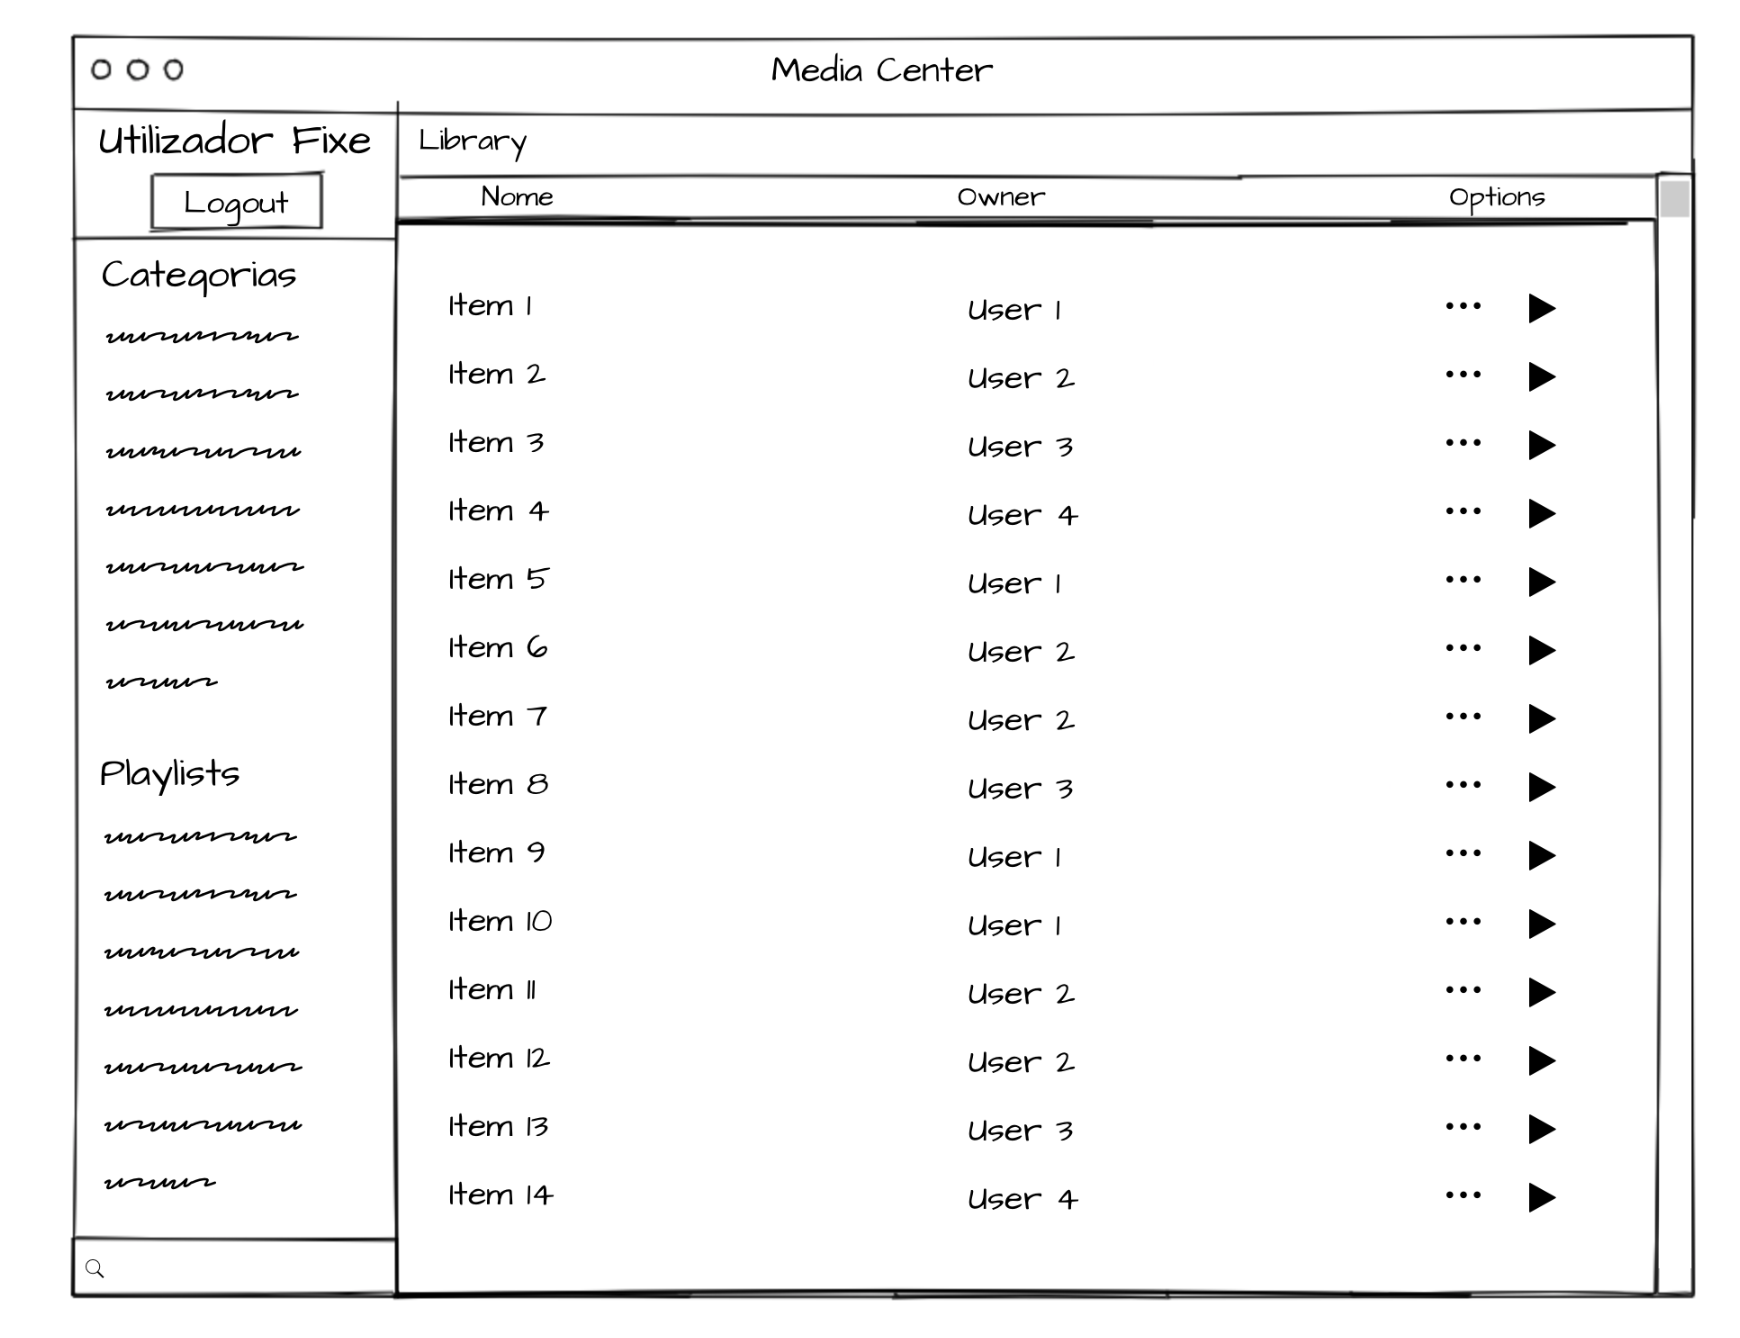 Media Center
Utilizador Fixe
Logout
Categorias
Playlists
Library
Nome Owner Options
Item 1 User 1
Item 2 User 2
Item 3 User 3
Item 4 User 4
Item 5 User 1
Item 6 User 2
Item 7 User 2
Item 8 User 3
Item 9 User 1
Item 10 User 1
Item 11 User 2
Item 12 User 2
Item 13 User 3
Item 14 User 4